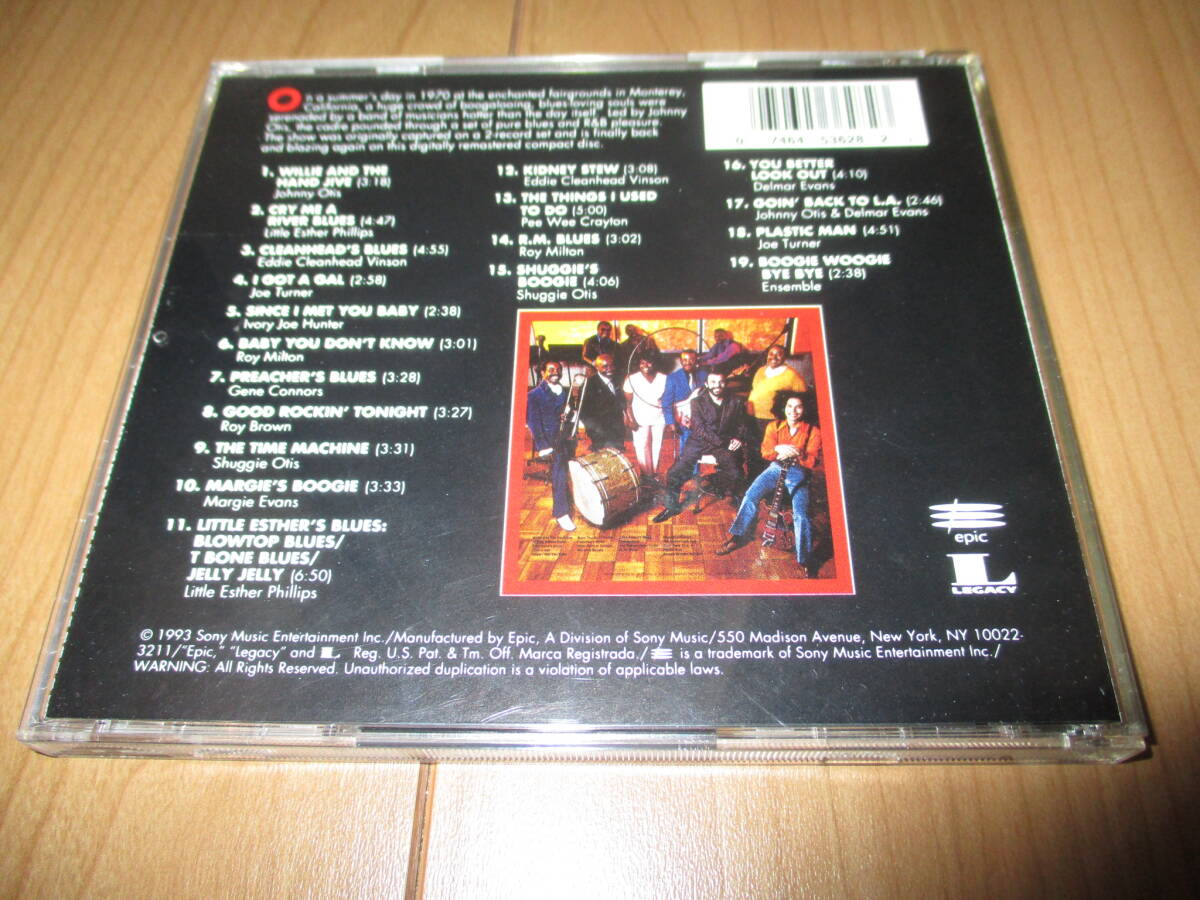 On a summer's day in 1970 at the enchanted fairgrounds in Monterey,
California, a huge crowd of boogalooing, blues-loving souls were
serenaded by a band of musicians hotter than the day itself. Led by Johnny
Otis, the cadre pounded through a set of pure blues and R&B pleasure.
The show was originally captured on a 2-record set and is finally back
and blazing again on this digitally remastered compact disc.
0 7464 53628 2
1. WILLIE AND THE
HAND JIVE (3:18)
Johnny Otis
2. CRY ME A
RIVER BLUES (4:47)
Little Esther Phillips
3. CLEANHEAD'S BLUES (4:55)
Eddie Cleanhead Vinson
4. I GOT A GAL (2:58)
Joe Turner
5. SINCE I MET YOU BABY (2:38)
Ivory Joe Hunter
6. BABY YOU DON'T KNOW (3:01)
Roy Milton
7. PREACHER'S BLUES (3:28)
Gene Connors
8. GOOD ROCKIN' TONIGHT (3:27)
Roy Brown
9. THE TIME MACHINE (3:31)
Shuggie Otis
10. MARGIE'S BOOGIE (3:33)
Margie Evans
11. LITTLE ESTHER'S BLUES:
BLOWTOP BLUES/
T BONE BLUES/
JELLY JELLY (6:50)
Little Esther Phillips
12. KIDNEY STEW (3:08)
Eddie Cleanhead Vinson
13. THE THINGS I USED
TO DO (5:00)
Pee Wee Crayton
14. R.M. BLUES (3:02)
Roy Milton
15. SHUGGIE'S
BOOGIE (4:06)
Shuggie Otis
16. YOU BETTER
LOOK OUT (4:10)
Delmar Evans
17. GOIN' BACK TO L.A. (2:46)
Johnny Otis & Delmar Evans
18. PLASTIC MAN (4:51)
Joe Turner
19. BOOGIE WOOGIE
BYE BYE (2:38)
Ensemble
epic
L
LEGACY
© 1993 Sony Music Entertainment Inc./Manufactured by Epic, A Division of Sony Music/550 Madison Avenue, New York, NY 10022-
3211/"Epic," "Legacy" and L Reg. U.S. Pat. & Tm. Off. Marca Registrada./ is a trademark of Sony Music Entertainment Inc./
WARNING: All Rights Reserved. Unauthorized duplication is a violation of applicable laws.